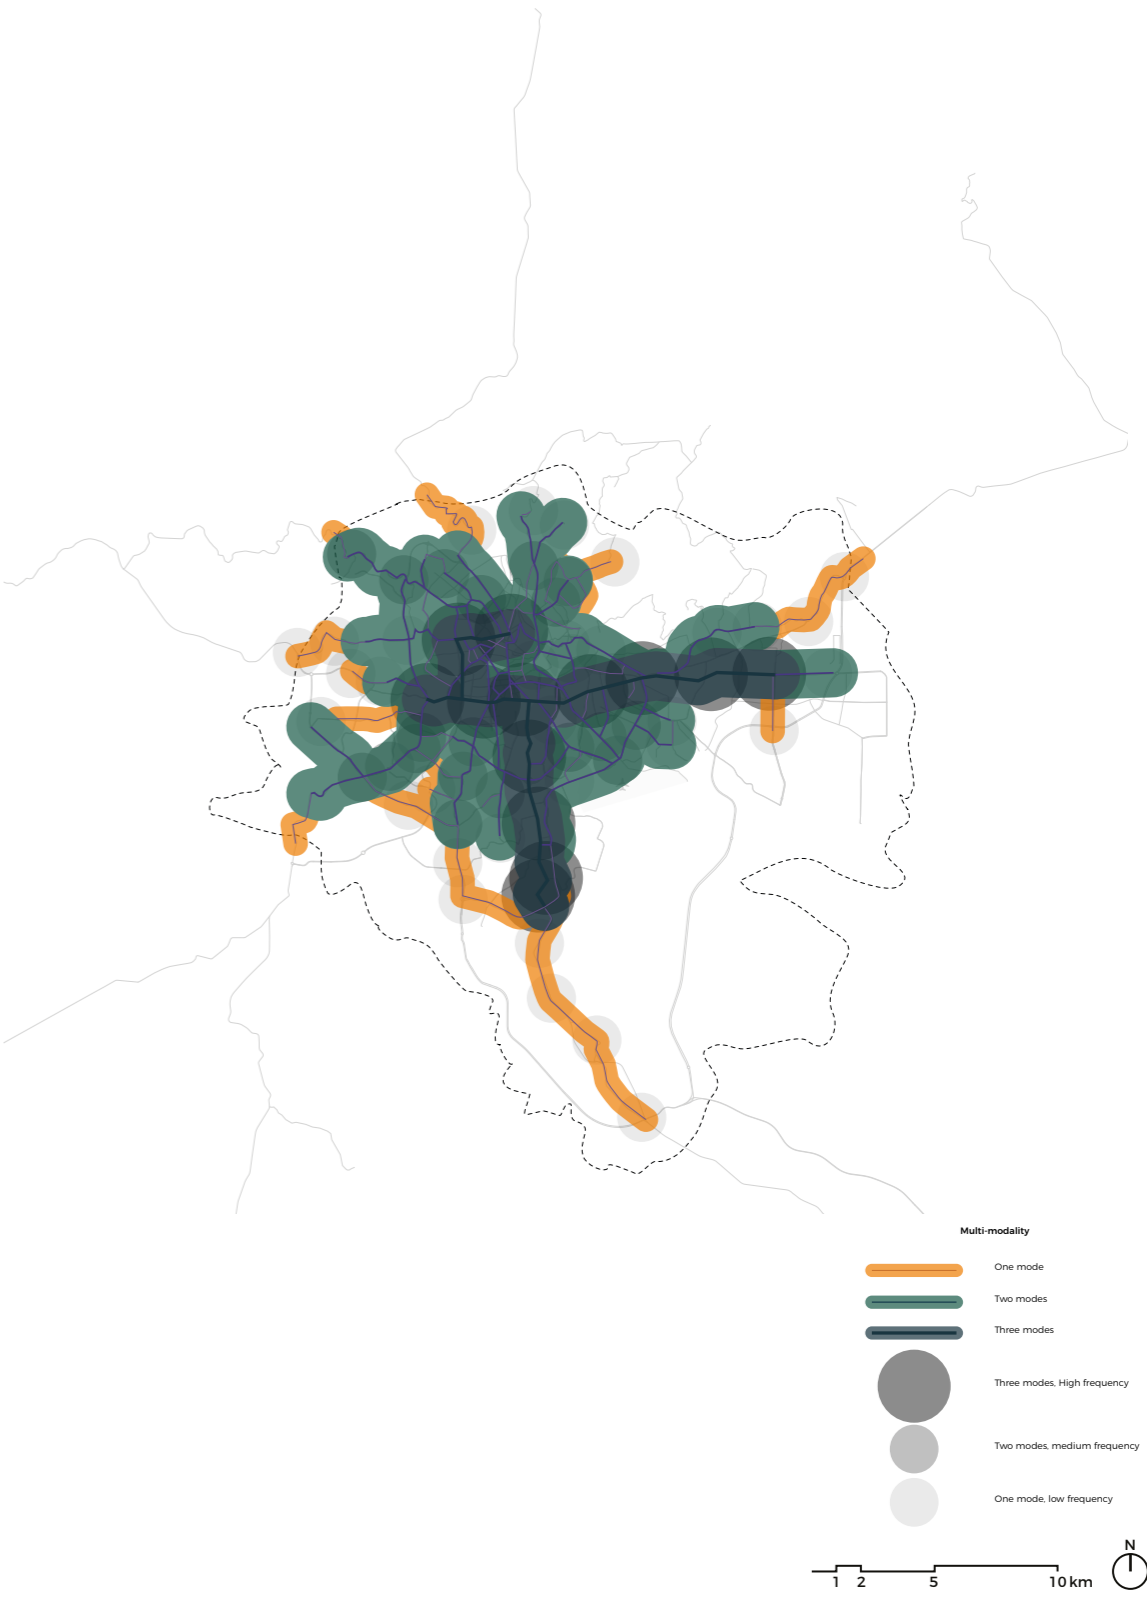 Multi-modality
One mode
Two modes
Three modes
Three modes, High frequency
Two modes, medium frequency
One mode, low frequency
N
1 2 5 10 km